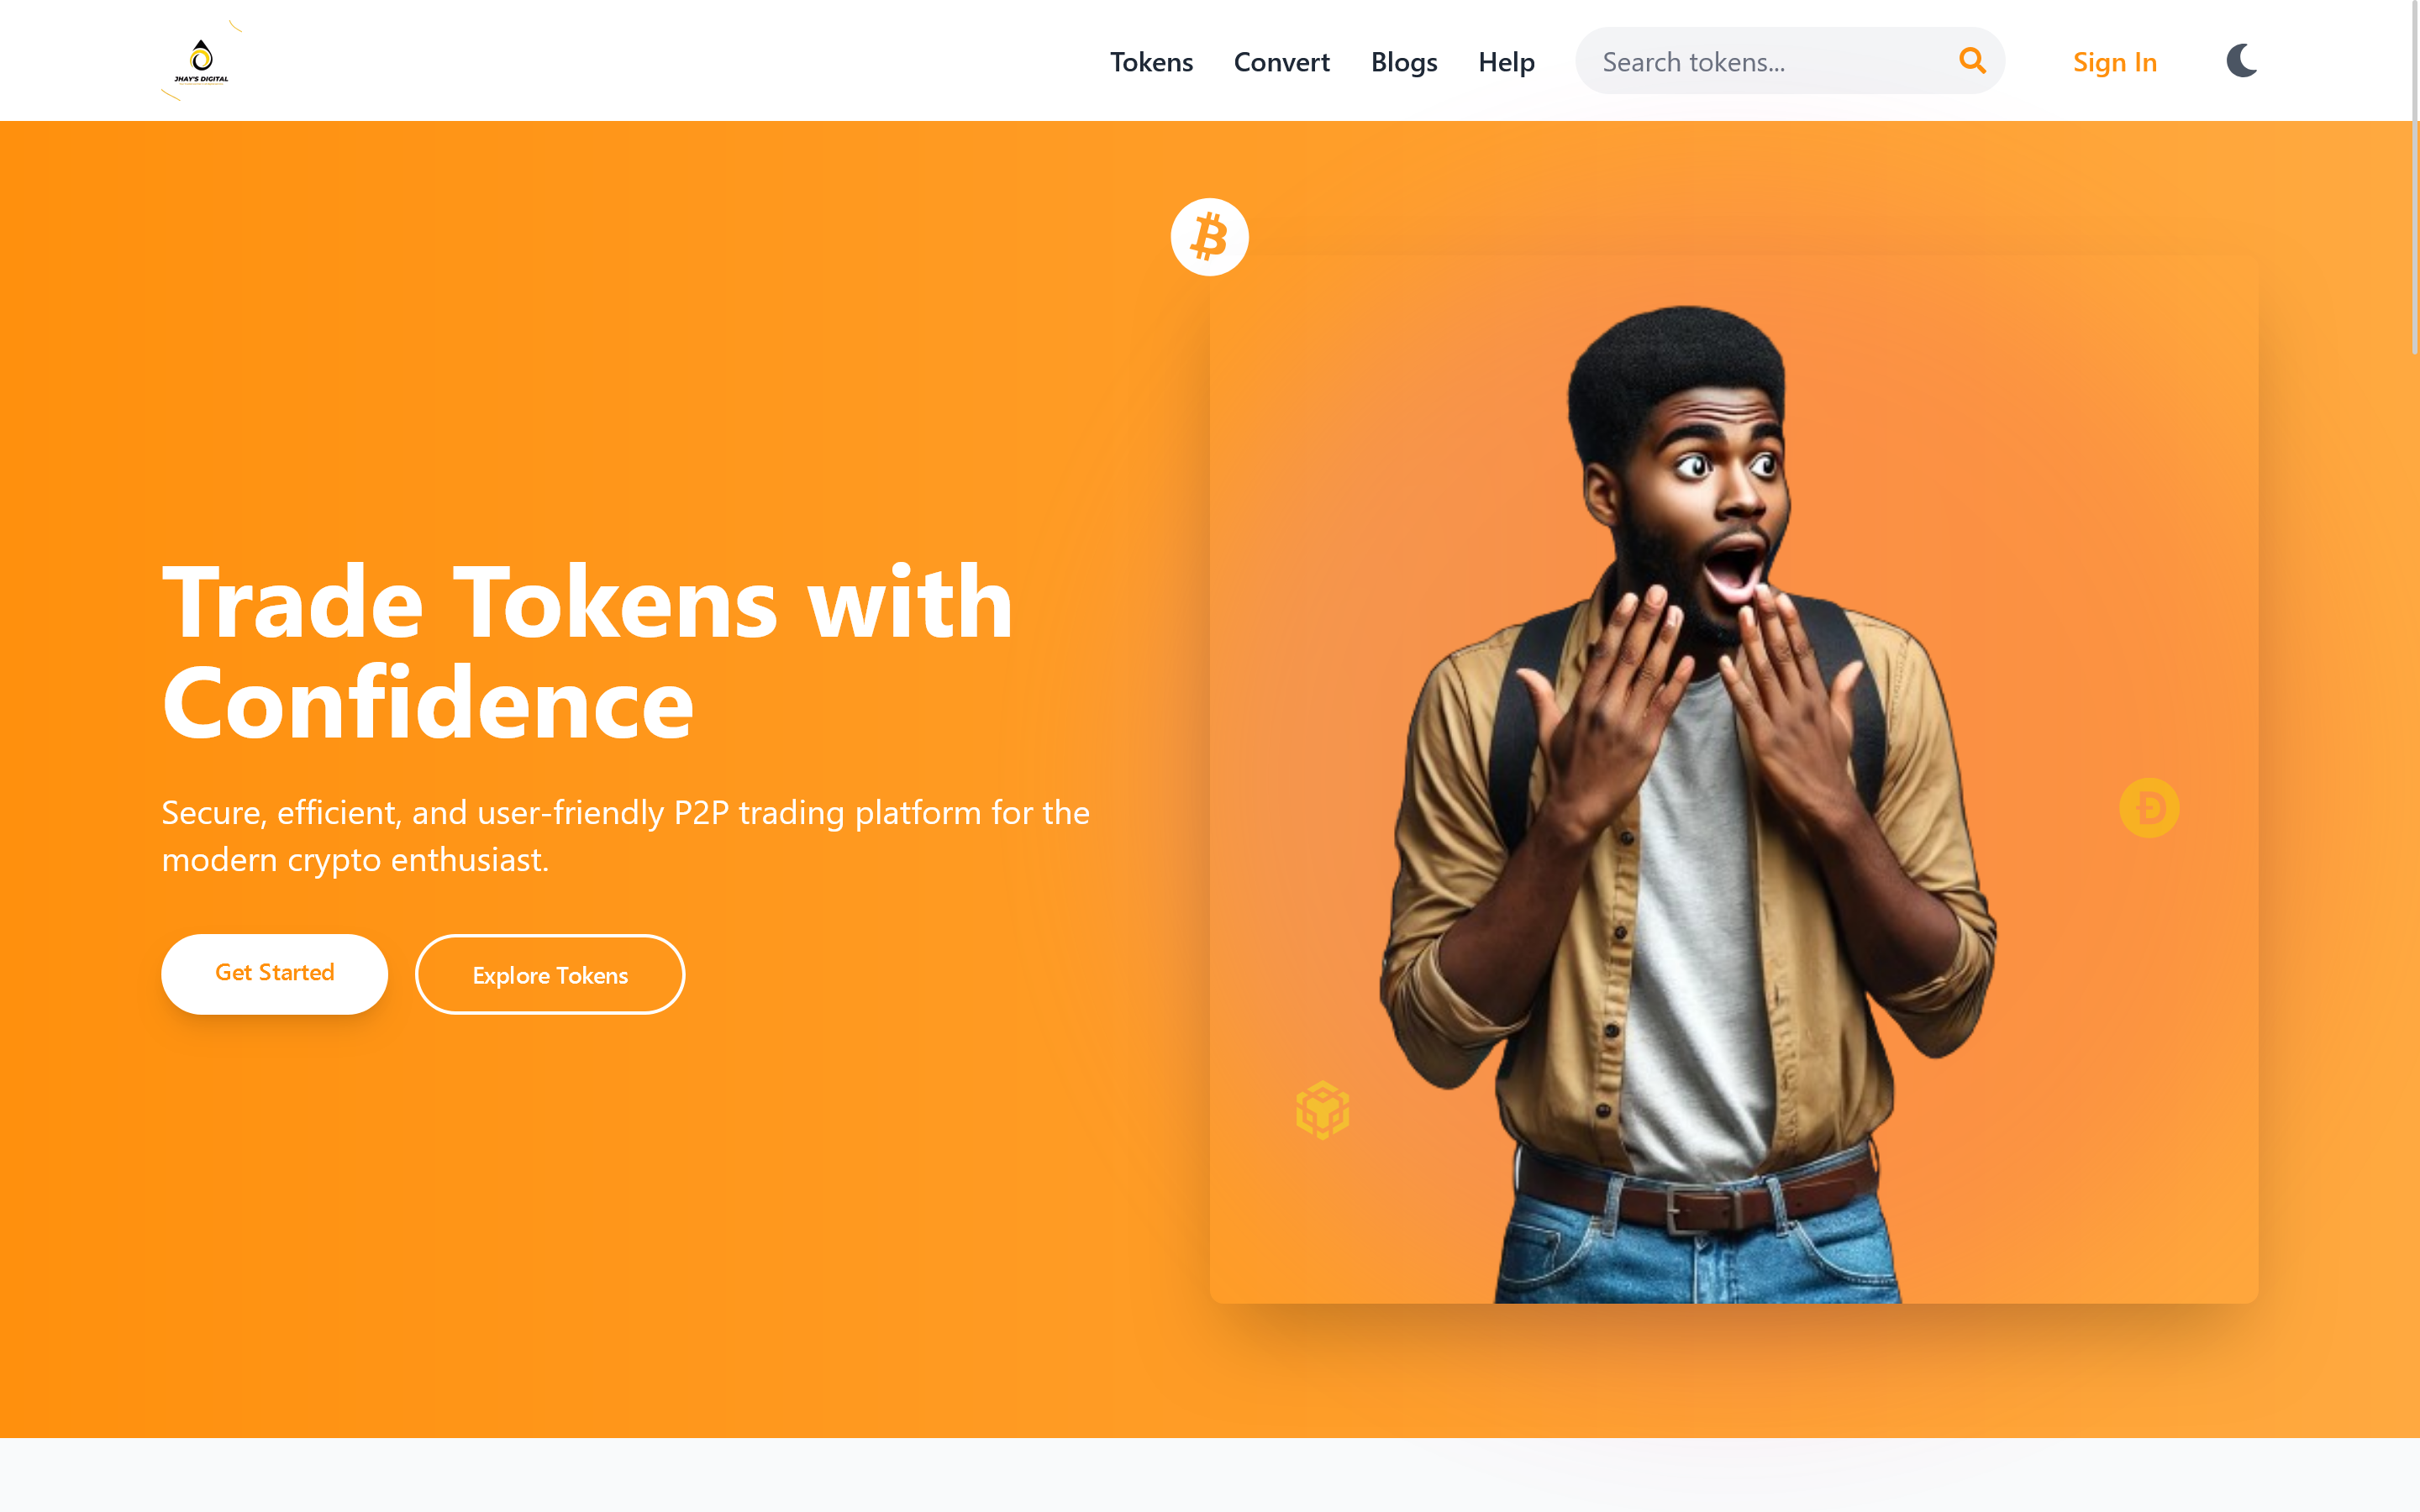 JHAY'S DIGITAL
Tokens
Convert
Blogs
Help
Search tokens...
Sign In
Trade Tokens with
Confidence
Secure, efficient, and user-friendly P2P trading platform for the
modern crypto enthusiast.
Get Started
Explore Tokens